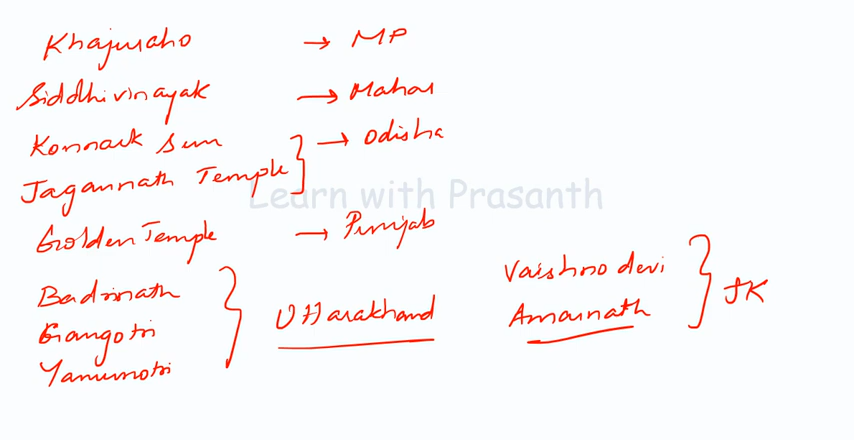 Khajuraho → MP
Siddhivinayak → Mahar
Konnark Sun
Jagannath Temple } → Odisha
Learn with Prasanth
Golden Temple → Punjab
Badrinath
Gangotri } Uttarakhand
Yamunotri
Vaishno devi
Amarnath } JK